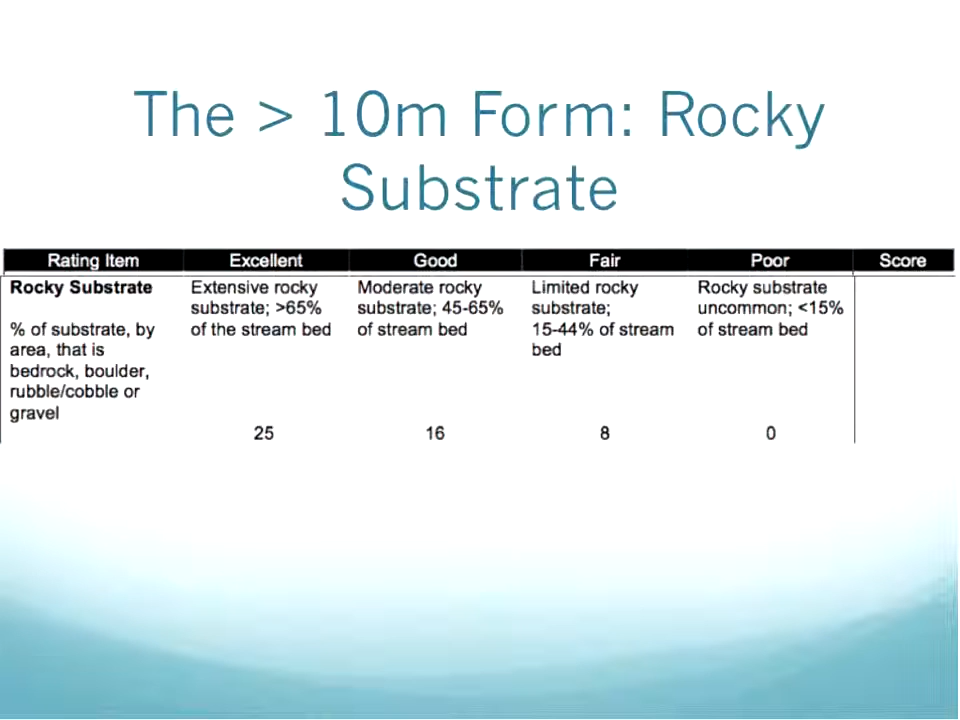 The > 10m Form: Rocky
Substrate
Rating Item Excellent Good Fair Poor Score
Rocky Substrate
% of substrate, by
area, that is
bedrock, boulder,
rubble/cobble or
gravel
Extensive rocky
substrate; >65%
of the stream bed
25
Moderate rocky
substrate; 45-65%
of stream bed
16
Limited rocky
substrate;
15-44% of stream
bed
8
Rocky substrate
uncommon; <15%
of stream bed
0